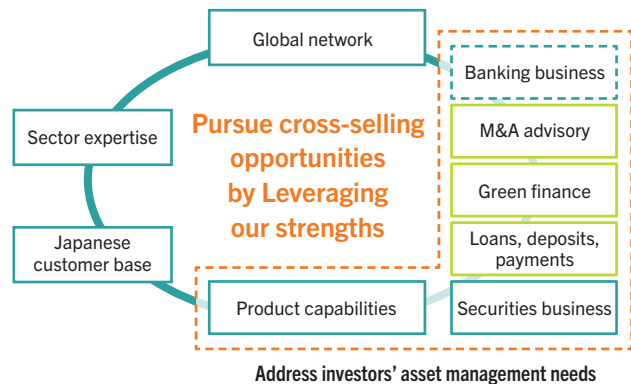 Global network
Banking business
Sector expertise
Pursue cross-selling
opportunities
by Leveraging
our strengths
M&A advisory
Green finance
Japanese
customer base
Loans, deposits,
payments
Product capabilities
Securities business
Address investors’ asset management needs